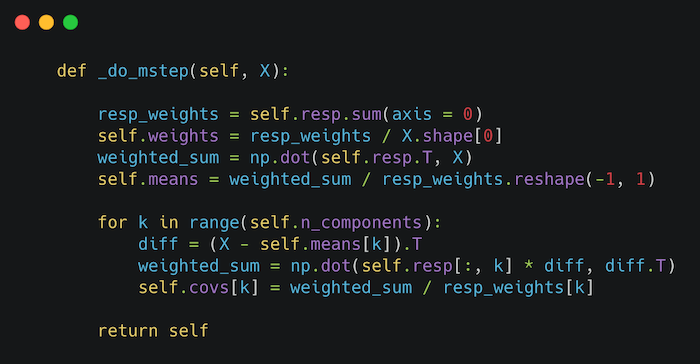 def _do_mstep(self, X):
resp_weights = self.resp.sum(axis = 0)
self.weights = resp_weights / X.shape[0]
weighted_sum = np.dot(self.resp.T, X)
self.means = weighted_sum / resp_weights.reshape(-1, 1)
for k in range(self.n_components):
diff = (X - self.means[k]).T
weighted_sum = np.dot(self.resp[:, k] * diff, diff.T)
self.covs[k] = weighted_sum / resp_weights[k]
return self